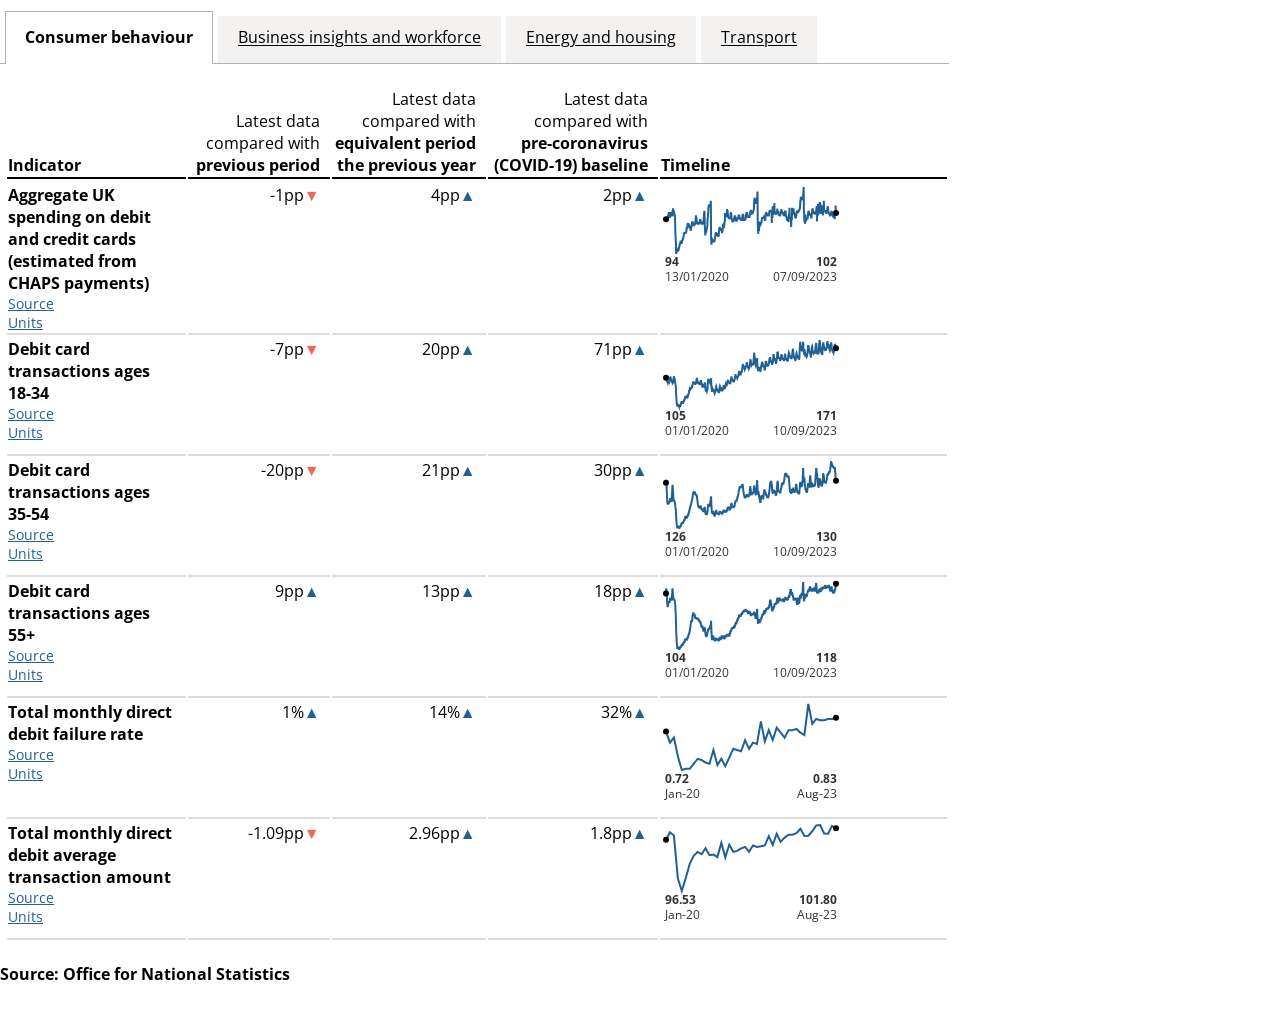 Consumer behaviour
Business insights and workforce
Energy and housing
Transport
Indicator
Latest data
compared with
previous period
Latest data
compared with
equivalent period
the previous year
Latest data
compared with
pre-coronavirus
(COVID-19) baseline
Timeline
Aggregate UK
spending on debit
and credit cards
(estimated from
CHAPS payments)
Source
Units
-1pp▼
4pp▲
2pp▲
94 102
13/01/2020 07/09/2023
Debit card
transactions ages
18-34
Source
Units
-7pp▼
20pp▲
71pp▲
105 171
01/01/2020 10/09/2023
Debit card
transactions ages
35-54
Source
Units
-20pp▼
21pp▲
30pp▲
126 130
01/01/2020 10/09/2023
Debit card
transactions ages
55+
Source
Units
9pp▲
13pp▲
18pp▲
104 118
01/01/2020 10/09/2023
Total monthly direct
debit failure rate
Source
Units
1%▲
14%▲
32%▲
0.72 0.83
Jan-20 Aug-23
Total monthly direct
debit average
transaction amount
Source
Units
-1.09pp▼
2.96pp▲
1.8pp▲
96.53 101.80
Jan-20 Aug-23
Source: Office for National Statistics